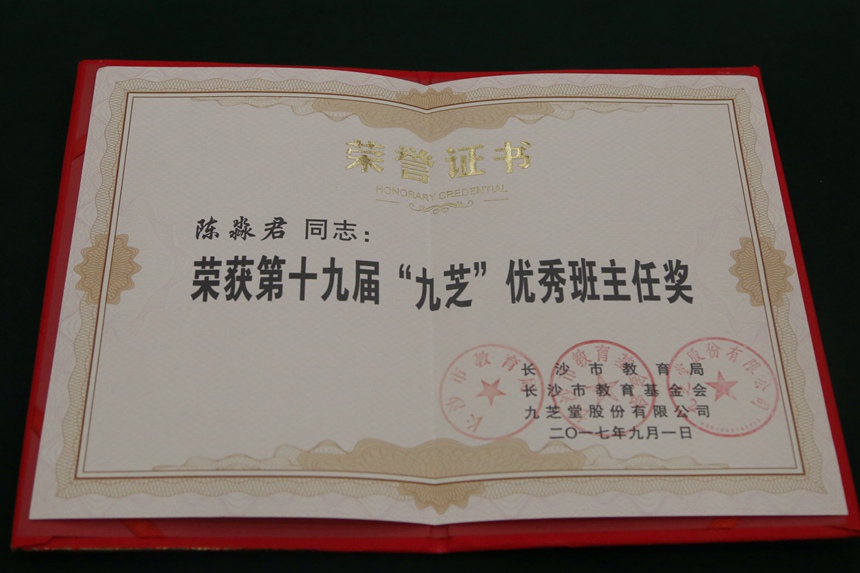 荣誉证书
HONORARY CREDENTIAL
陈淼君 同志：
荣获第十九届“九芝”优秀班主任奖
长沙市教育局
长沙市教育基金会
九芝堂股份有限公司
二〇一七年九月一日